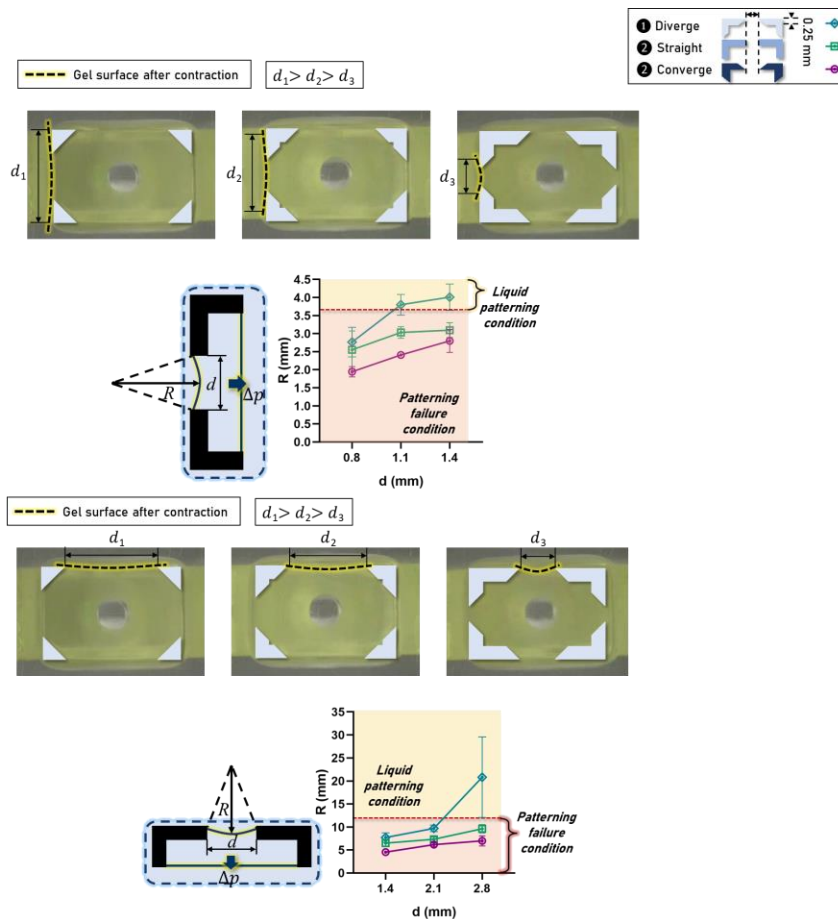 ❶ Diverge
❷ Straight
❷ Converge
0.25 mm
Gel surface after contraction
d₁> d₂> d₃
d₁
d₂
d₃
R
d
Δp
4.5
4.0
3.5
3.0
2.5
2.0
1.5
1.0
0.5
0.0
R (mm)
Liquid
patterning
condition
Patterning
failure
condition
0.8
1.1
1.4
d (mm)
Gel surface after contraction
d₁> d₂> d₃
d₁
d₂
d₃
R
d
Δp
35
30
25
20
15
10
5
0
R (mm)
Liquid
patterning
condition
Patterning
failure
condition
1.4
2.1
2.8
d (mm)